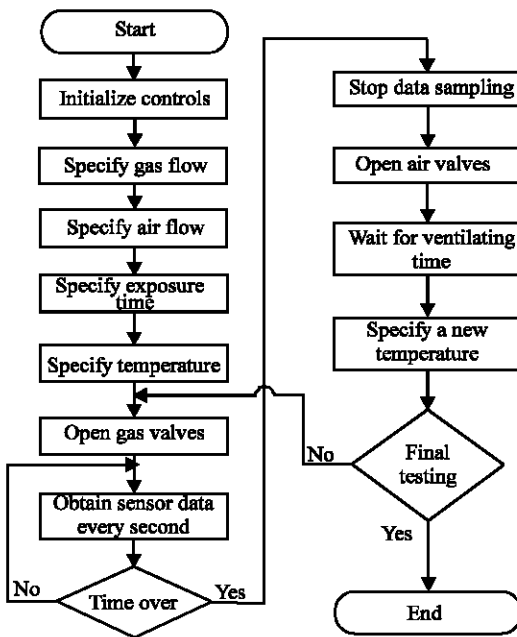 Start
Initialize controls
Specify gas flow
Specify air flow
Specify exposure
time
Specify temperature
Open gas valves
Obtain sensor data
every second
No
Time over
Yes
Stop data sampling
Open air valves
Wait for ventilating
time
Specify a new
temperature
No
Final
testing
Yes
End